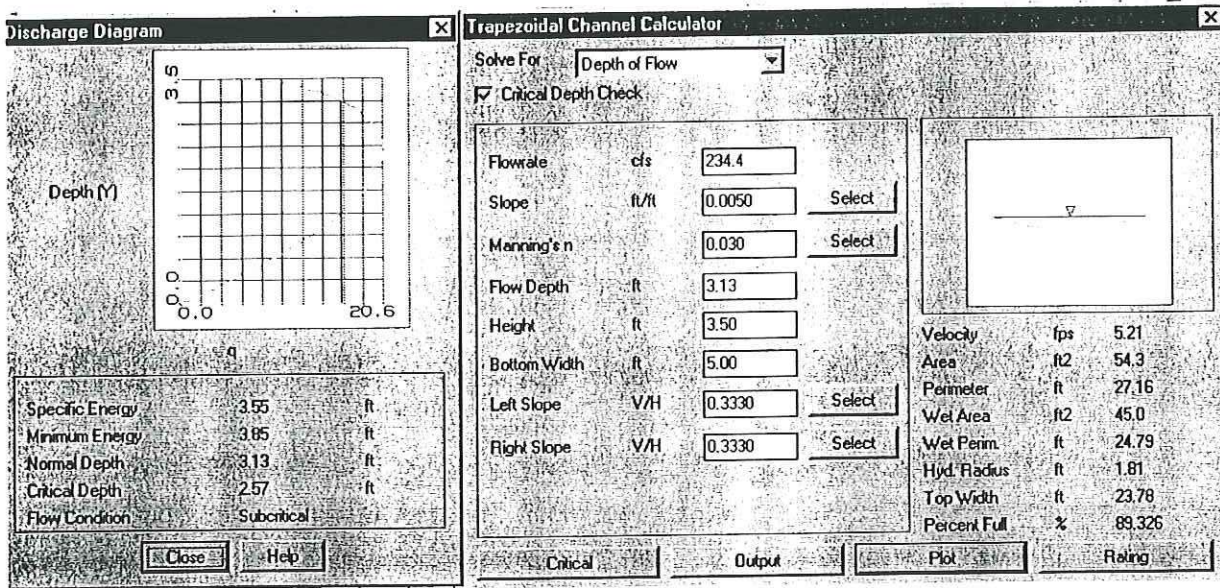 Discharge Diagram
Depth (Y)
3.5
0.0
0.0 20.6
q
Specific Energy 3.55 ft
Minimum Energy 3.85 ft
Normal Depth 3.13 ft
Critical Depth 2.57 ft
Flow Condition Subcritical
Close Help
Trapezoidal Channel Calculator
Solve For Depth of Flow
Critical Depth Check
Flowrate cfs 234.4
Slope ft/ft 0.0050 Select
Manning's n 0.030 Select
Flow Depth ft 3.13
Height ft 3.50
Bottom Width ft 5.00
Left Slope V/H 0.3330 Select
Right Slope V/H 0.3330 Select
Velocity fps 5.21
Area ft2 54.3
Perimeter ft 27.16
Wet Area ft2 45.0
Wet Perim. ft 24.79
Hyd. Radius ft 1.81
Top Width ft 23.78
Percent Full % 89.326
Critical Output Plot Rating